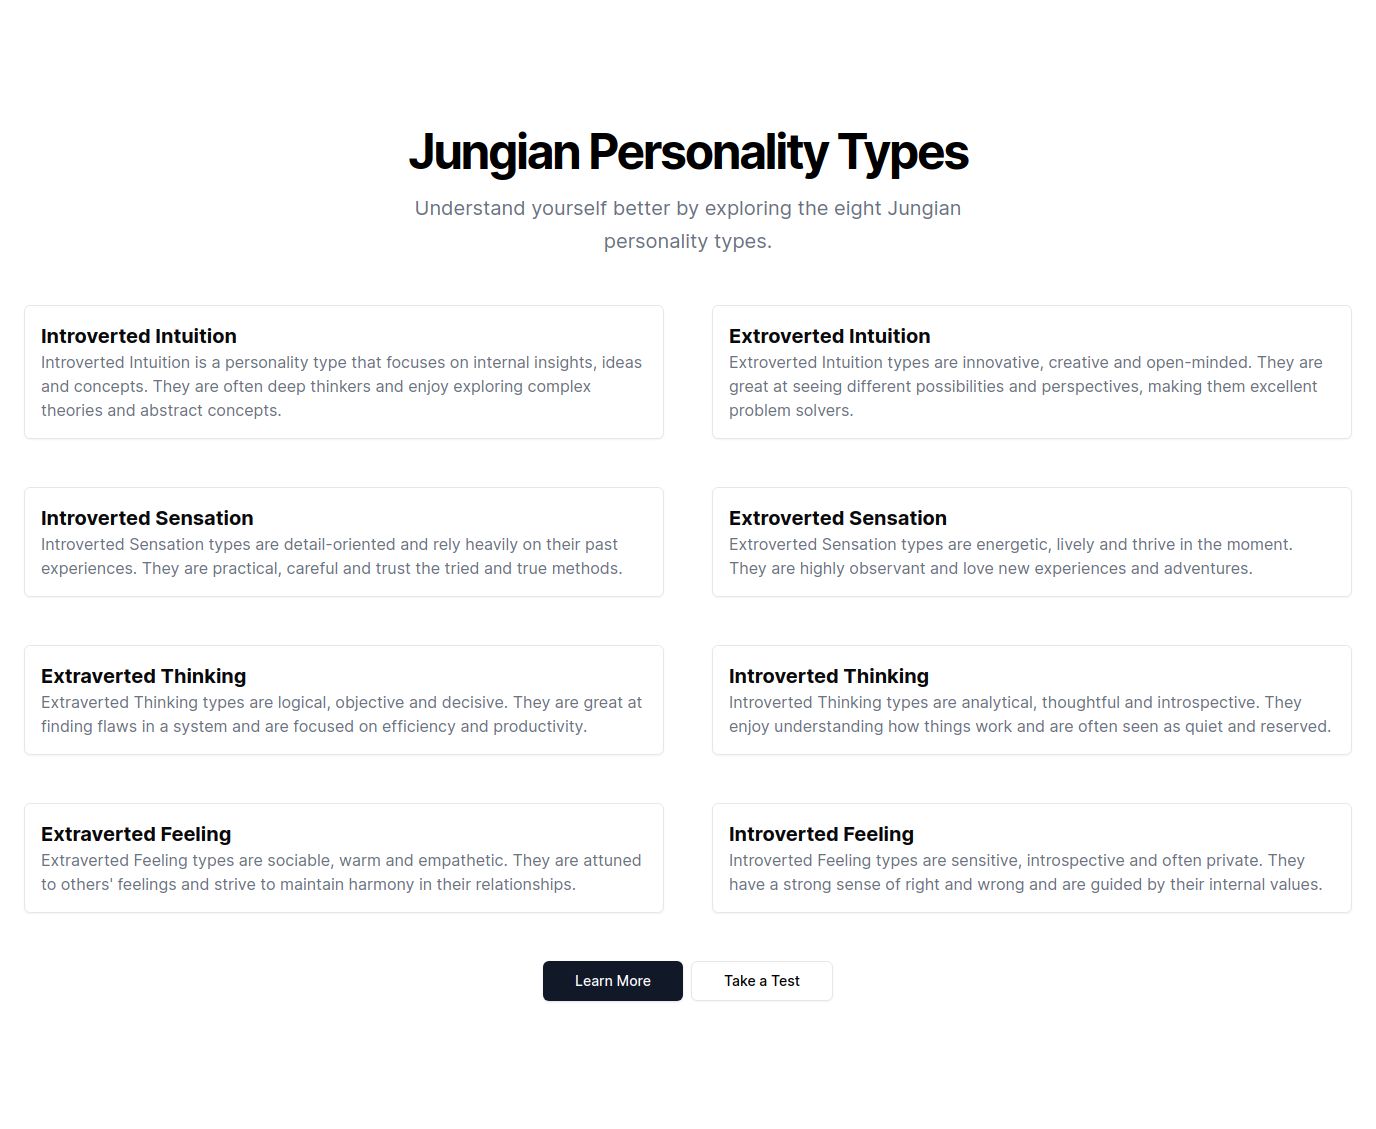 Jungian Personality Types
Understand yourself better by exploring the eight Jungian
personality types.
Introverted Intuition
Introverted Intuition is a personality type that focuses on internal insights, ideas
and concepts. They are often deep thinkers and enjoy exploring complex
theories and abstract concepts.
Extroverted Intuition
Extroverted Intuition types are innovative, creative and open-minded. They are
great at seeing different possibilities and perspectives, making them excellent
problem solvers.
Introverted Sensation
Introverted Sensation types are detail-oriented and rely heavily on their past
experiences. They are practical, careful and trust the tried and true methods.
Extroverted Sensation
Extroverted Sensation types are energetic, lively and thrive in the moment.
They are highly observant and love new experiences and adventures.
Extraverted Thinking
Extraverted Thinking types are logical, objective and decisive. They are great at
finding flaws in a system and are focused on efficiency and productivity.
Introverted Thinking
Introverted Thinking types are analytical, thoughtful and introspective. They
enjoy understanding how things work and are often seen as quiet and reserved.
Extraverted Feeling
Extraverted Feeling types are sociable, warm and empathetic. They are attuned
to others' feelings and strive to maintain harmony in their relationships.
Introverted Feeling
Introverted Feeling types are sensitive, introspective and often private. They
have a strong sense of right and wrong and are guided by their internal values.
Learn More
Take a Test